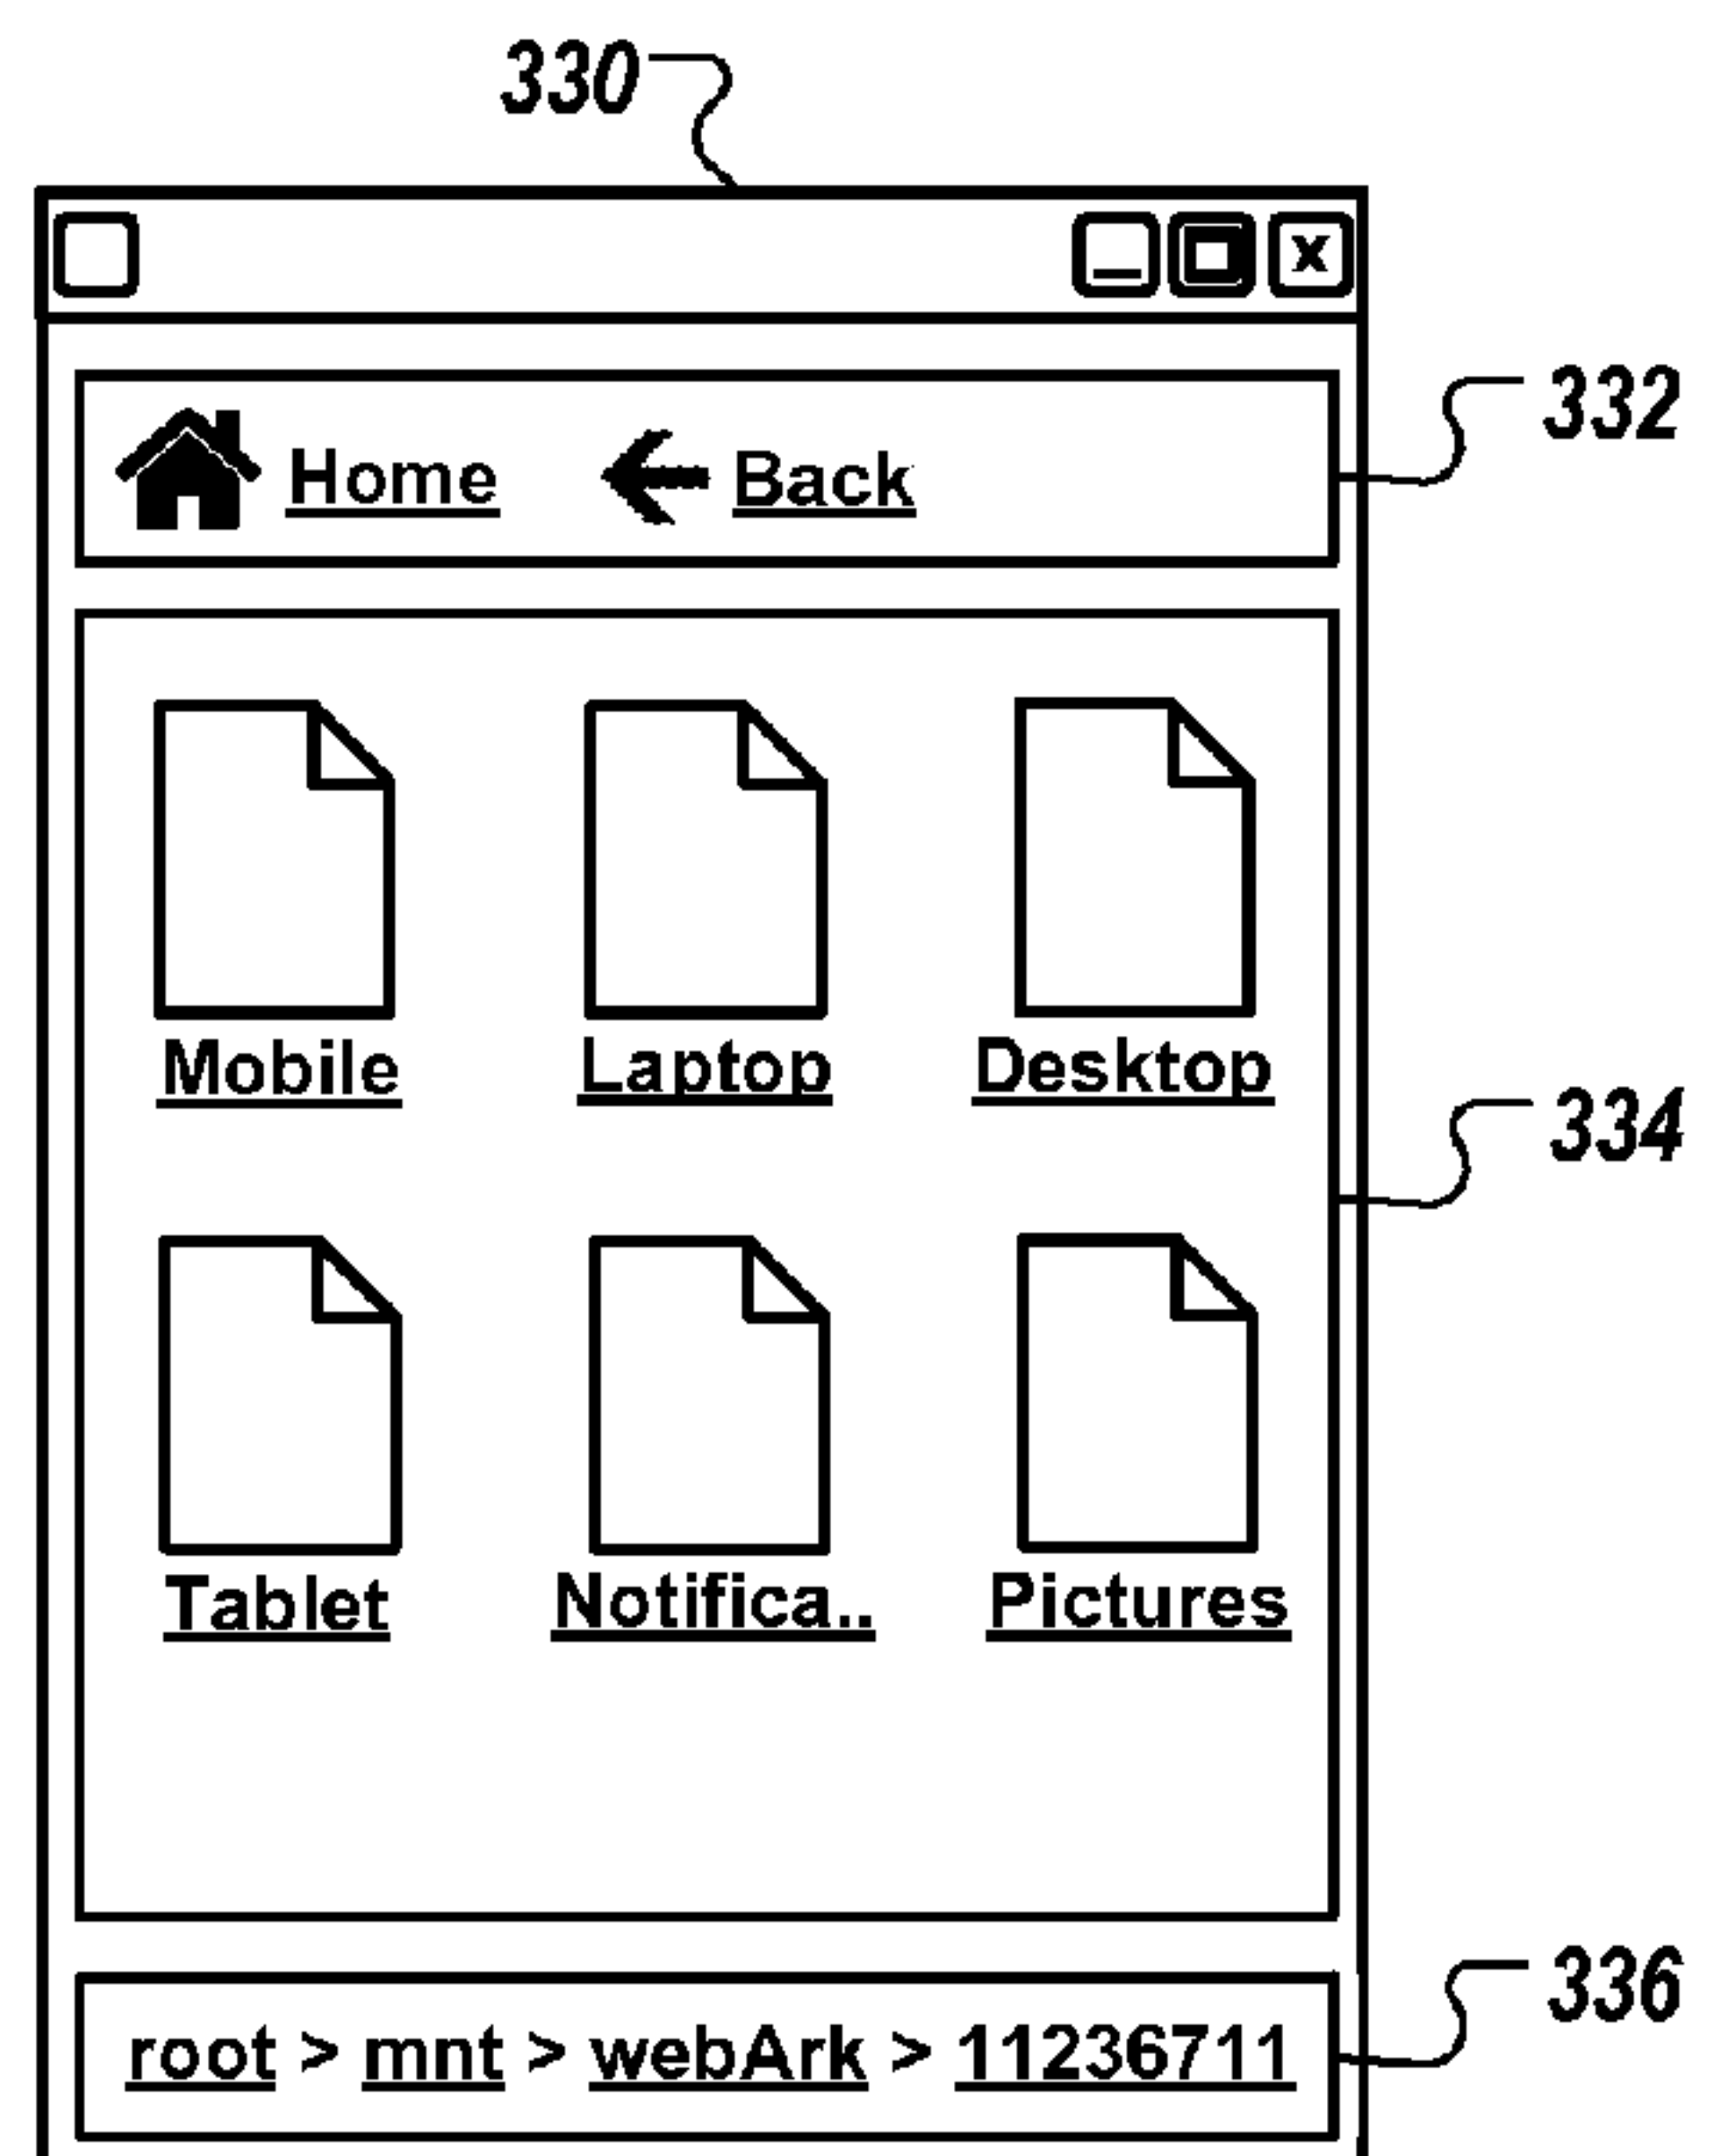 330
x
332
Home Back
Mobile Laptop Desktop
334
Tablet Notifica.. Pictures
336
root > mnt > webArk > 11236711